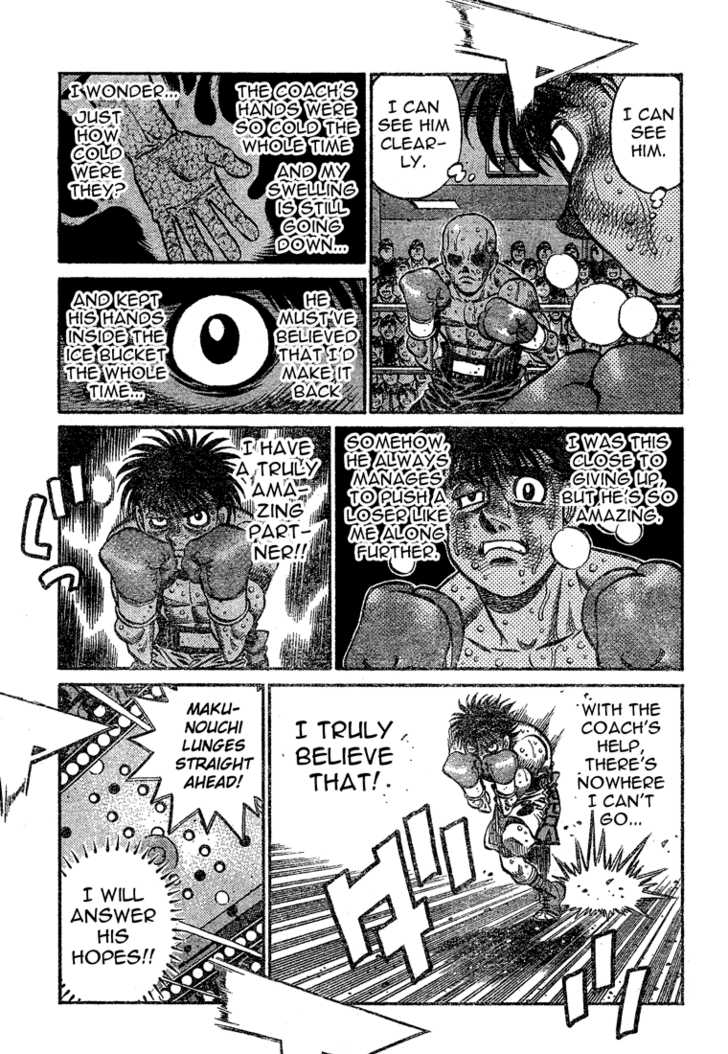 I CAN
SEE
HIM.
I CAN
SEE HIM
CLEAR-
LY.
THE COACH'S
HANDS WERE
SO COLD THE
WHOLE TIME
AND MY
SWELLING
IS STILL
GOING
DOWN...
I WONDER...
JUST
HOW
COLD
WERE
THEY?
HE
MUST'VE
BELIEVED
THAT I'D
MAKE IT
BACK
AND KEPT
HIS HANDS
INSIDE THE
ICE BUCKET
THE WHOLE
TIME...
I WAS THIS
CLOSE TO
GIVING UP,
BUT HE'S SO
AMAZING.
SOMEHOW,
HE ALWAYS
MANAGES
TO PUSH A
LOSER LIKE
ME ALONG
FURTHER.
I HAVE
A TRULY
AMA-
ZING
PART-
NER!!
WITH THE
COACH'S
HELP,
THERE'S
NOWHERE
I CAN'T
GO...
I TRULY
BELIEVE
THAT!
MAKU-
NOUCHI
LUNGES
STRAIGHT
AHEAD!
I WILL
ANSWER
HIS
HOPES!!